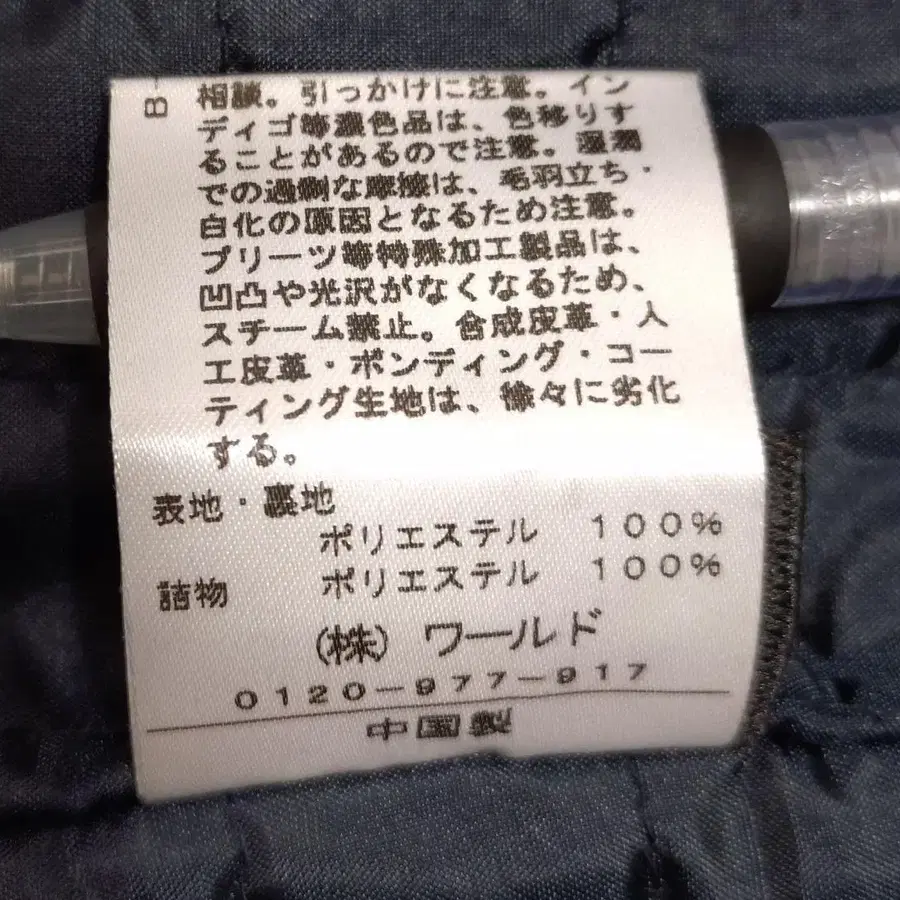 B-
相談。引っかけに注意。イン
ディゴ等濃色品は、色移りす
ることがあるので注意。湿潤
での過剰な摩擦は、毛羽立ち・
白化の原因となるため注意。
プリーツ等特殊加工製品は、
凹凸や光沢がなくなるため、
スチーム禁止。合成皮革・人
工皮革・ボンディング・コー
ティング生地は、徐々に劣化
する。
表地・裏地
ポリエステル 100%
詰物 ポリエステル 100%
(株) ワールド
0120-977-917
中国製